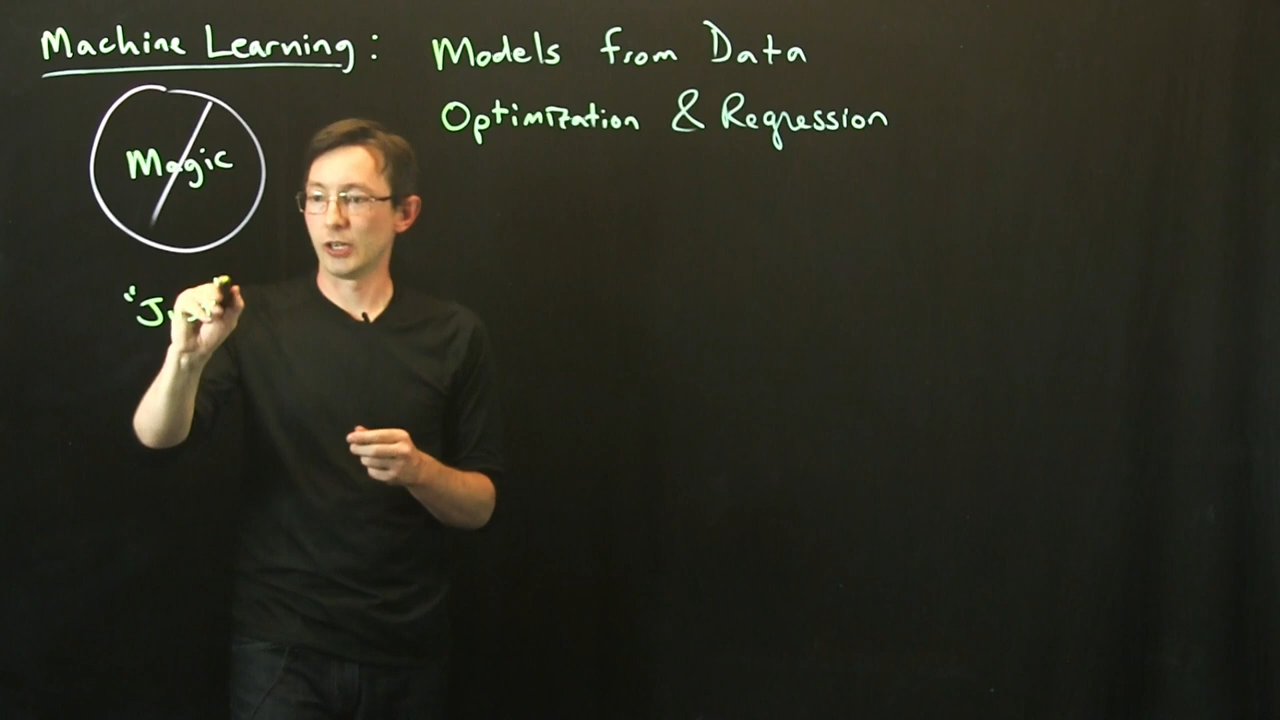 Machine Learning: Models from Data
Optimization & Regression
Magic